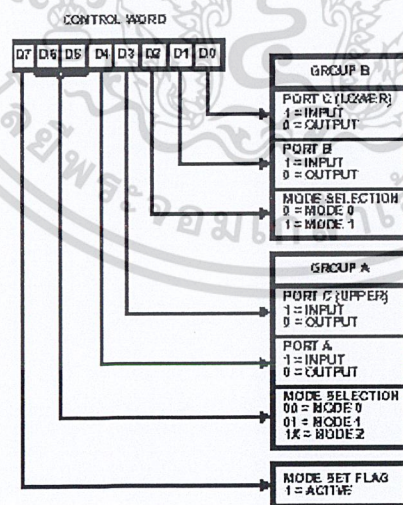 CONTROL WORD
D7 D6 D5 D4 D3 D2 D1 D0
GROUP B
PORT C (LOWER)
1 = INPUT
0 = OUTPUT
PORT B
1 = INPUT
0 = OUTPUT
MODE SELECTION
0 = MODE 0
1 = MODE 1
GROUP A
PORT C (UPPER)
1 = INPUT
0 = OUTPUT
PORT A
1 = INPUT
0 = OUTPUT
MODE SELECTION
00 = MODE 0
01 = MODE 1
1X = MODE 2
MODE SET FLAG
1 = ACTIVE